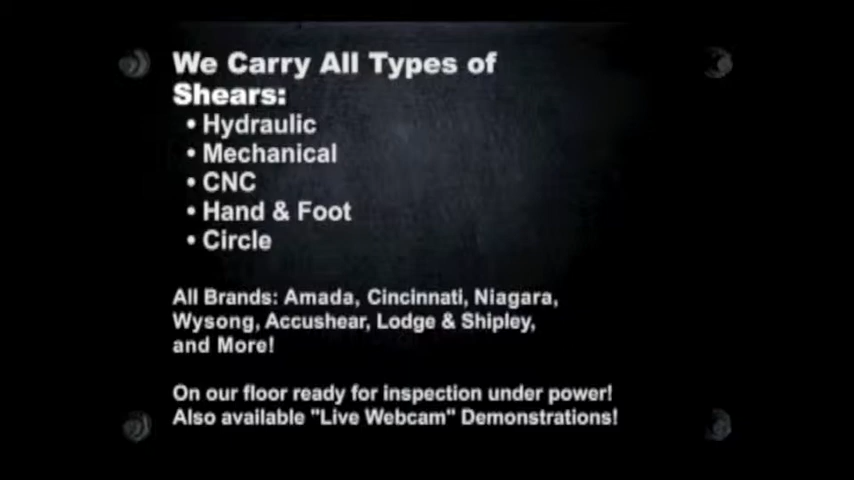 We Carry All Types of
Shears:
• Hydraulic
• Mechanical
• CNC
• Hand & Foot
• Circle
All Brands: Amada, Cincinnati, Niagara,
Wysong, Accushear, Lodge & Shipley,
and More!
On our floor ready for inspection under power!
Also available "Live Webcam" Demonstrations!